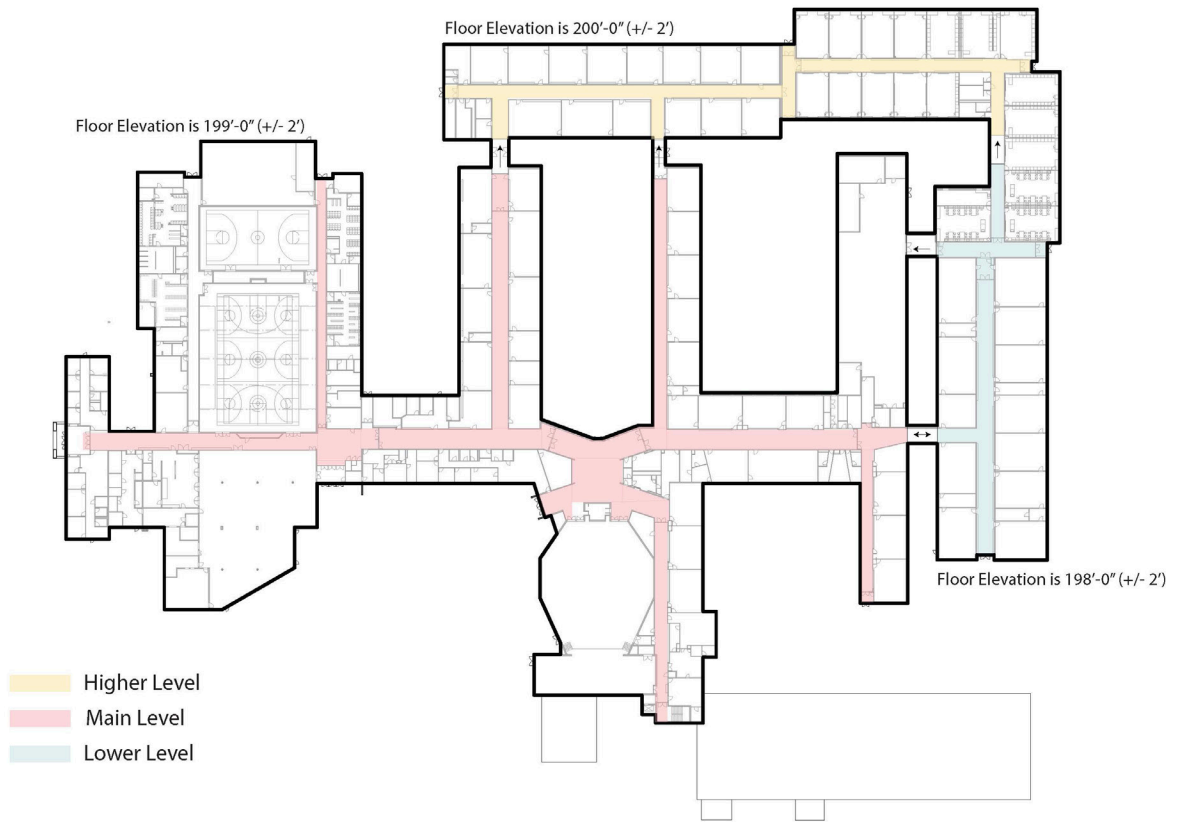 Floor Elevation is 200'-0" (+/- 2')
Floor Elevation is 199'-0" (+/- 2')
Floor Elevation is 198'-0" (+/- 2')
Higher Level
Main Level
Lower Level